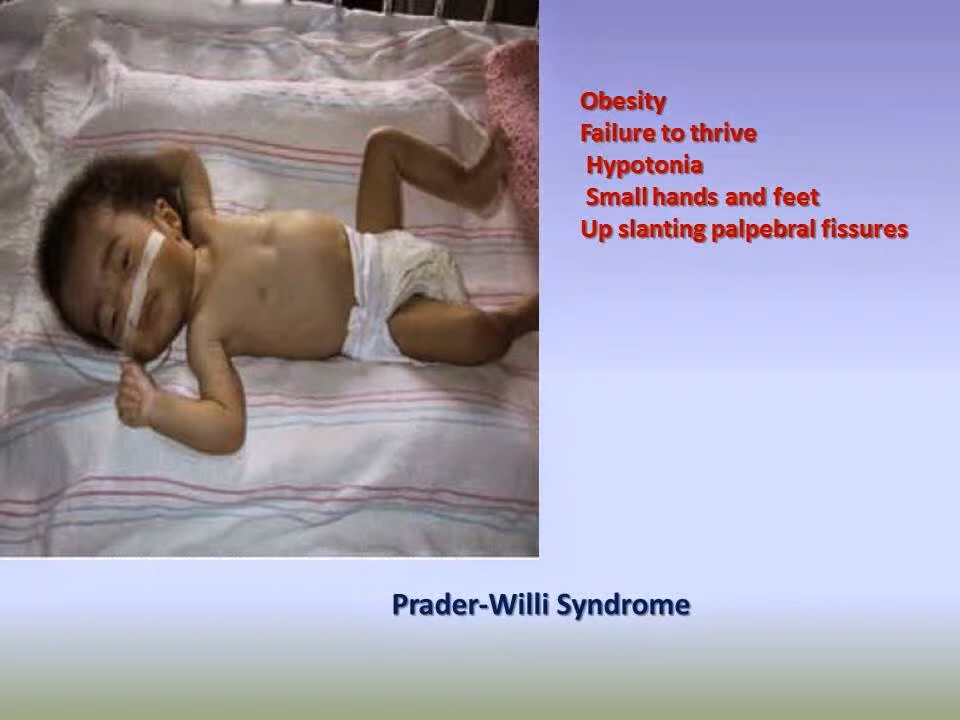 Obesity
Failure to thrive
Hypotonia
Small hands and feet
Up slanting palpebral fissures
Prader-Willi Syndrome